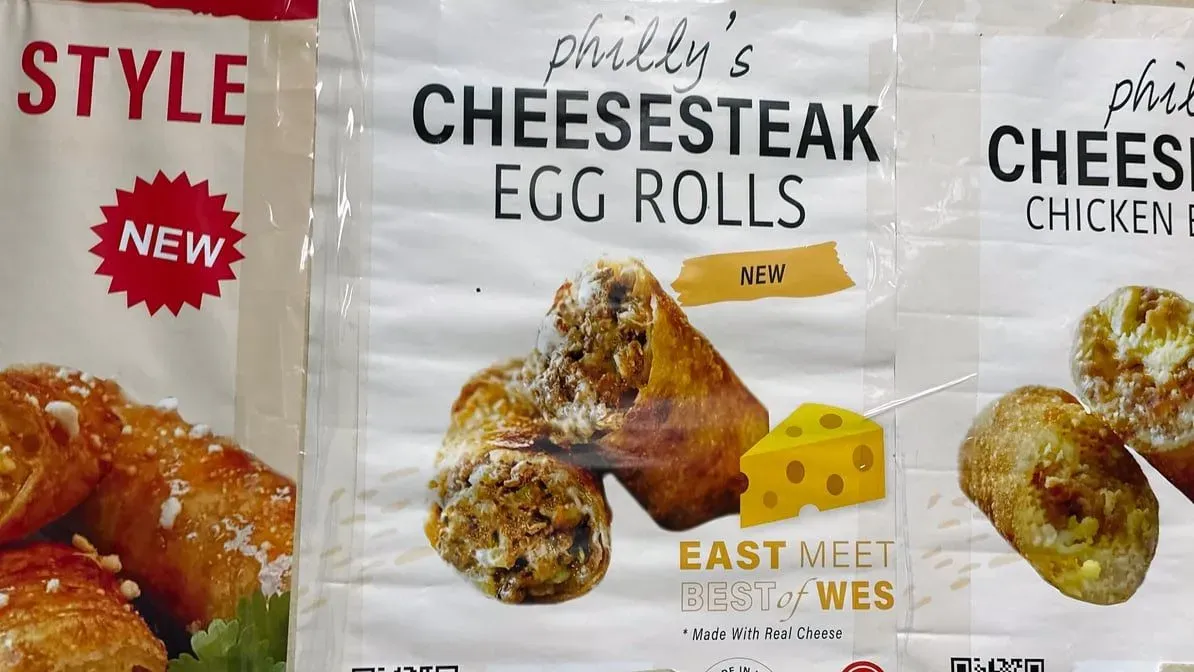 STYLE
NEW
philly's
CHEESESTEAK
EGG ROLLS
NEW
EAST MEET
BEST of WES
* Made With Real Cheese
phil
CHEES
CHICKEN E